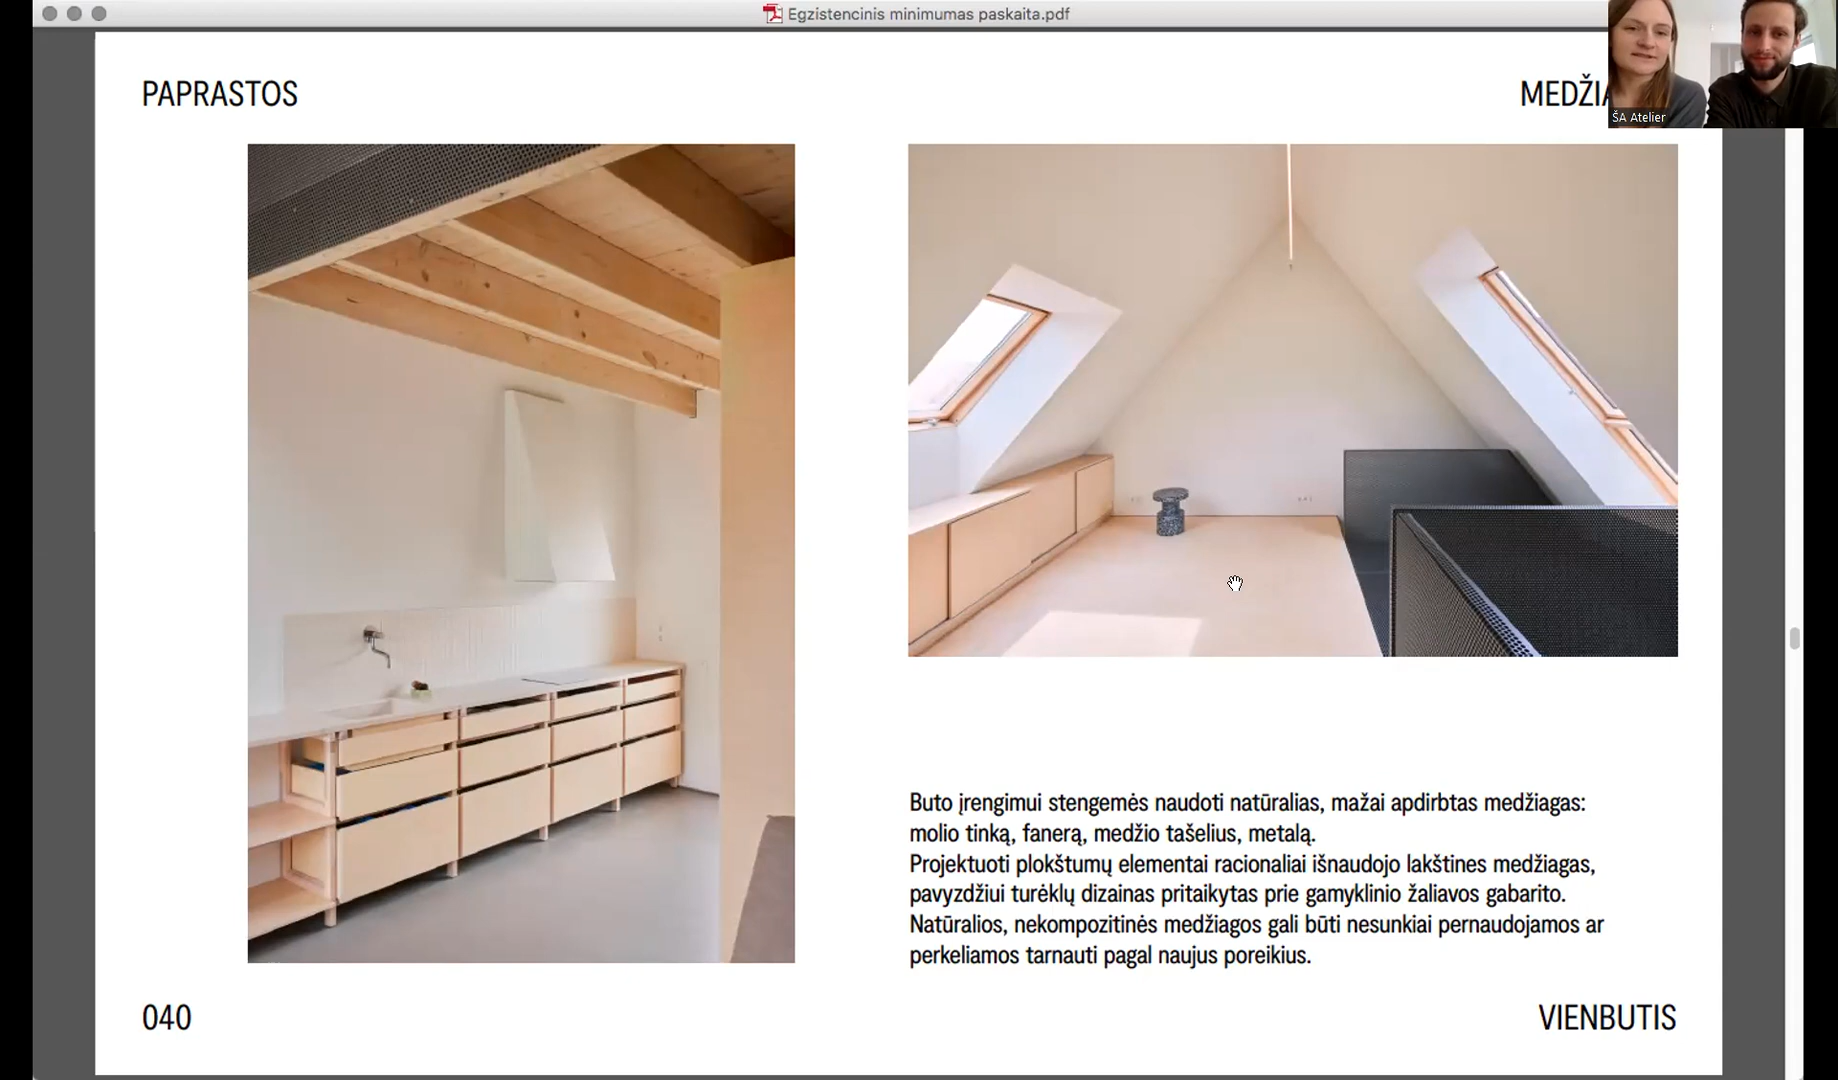 Egzistencinis minimumas paskaita.pdf
ŠA Atelier
PAPRASTOS
Buto įrengimui stengemės naudoti natūralias, mažai apdirbtas medžiagas:
molio tinką, fanerą, medžio tašelius, metalą.
Projektuoti plokštumų elementai racionaliai išnaudojo lakštines medžiagas,
pavyzdžiui turėklų dizainas pritaikytas prie gamyklinio žaliavos gabarito.
Natūralios, nekompozitinės medžiagos gali būti nesunkiai pernaudojamos ar
perkeliamos tarnauti pagal naujus poreikius.
040
VIENBUTIS